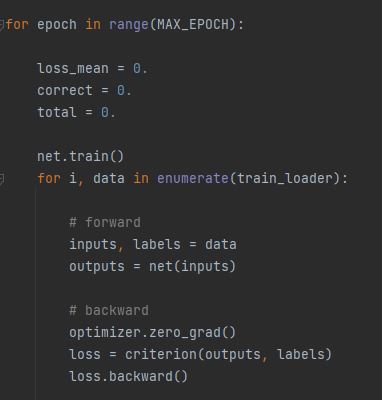 for epoch in range(MAX_EPOCH):
loss_mean = 0.
correct = 0.
total = 0.
net.train()
for i, data in enumerate(train_loader):
# forward
inputs, labels = data
outputs = net(inputs)
# backward
optimizer.zero_grad()
loss = criterion(outputs, labels)
loss.backward()